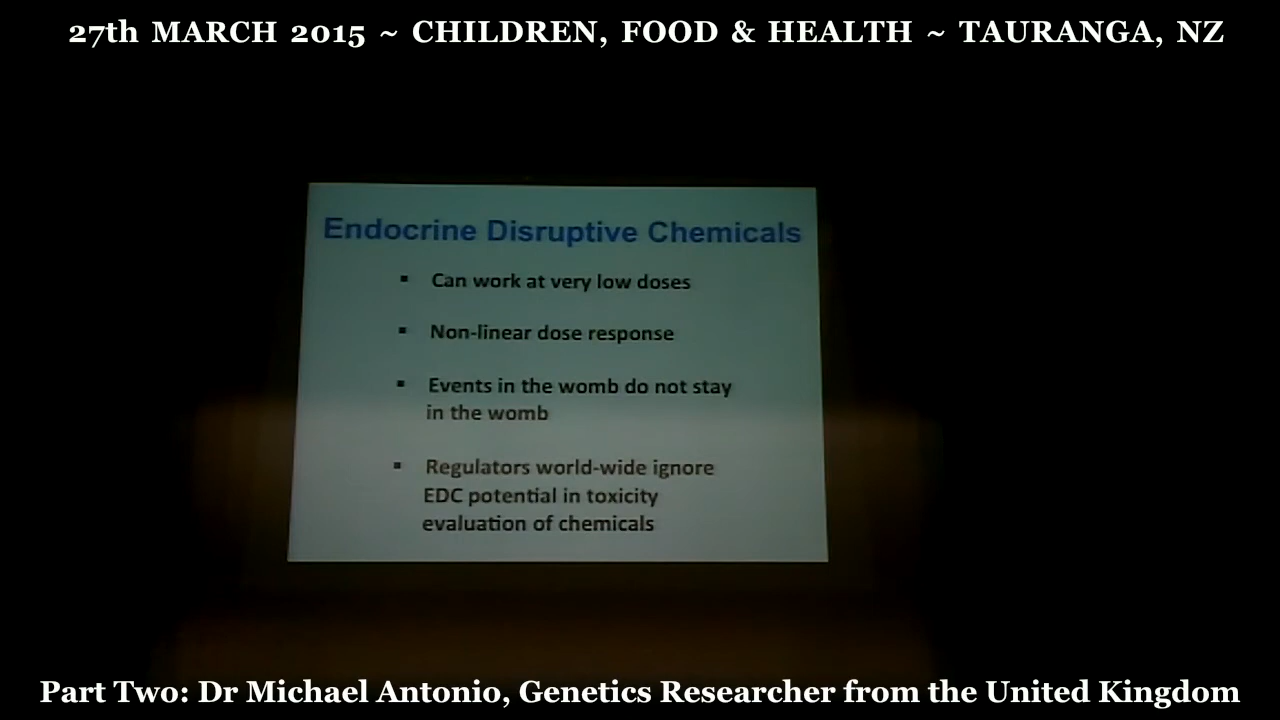 27th MARCH 2015 ~ CHILDREN, FOOD & HEALTH ~ TAURANGA, NZ
Endocrine Disruptive Chemicals
▪ Can work at very low doses
▪ Non-linear dose response
▪ Events in the womb do not stay
in the womb
▪ Regulators world-wide ignore
EDC potential in toxicity
evaluation of chemicals
Part Two: Dr Michael Antonio, Genetics Researcher from the United Kingdom